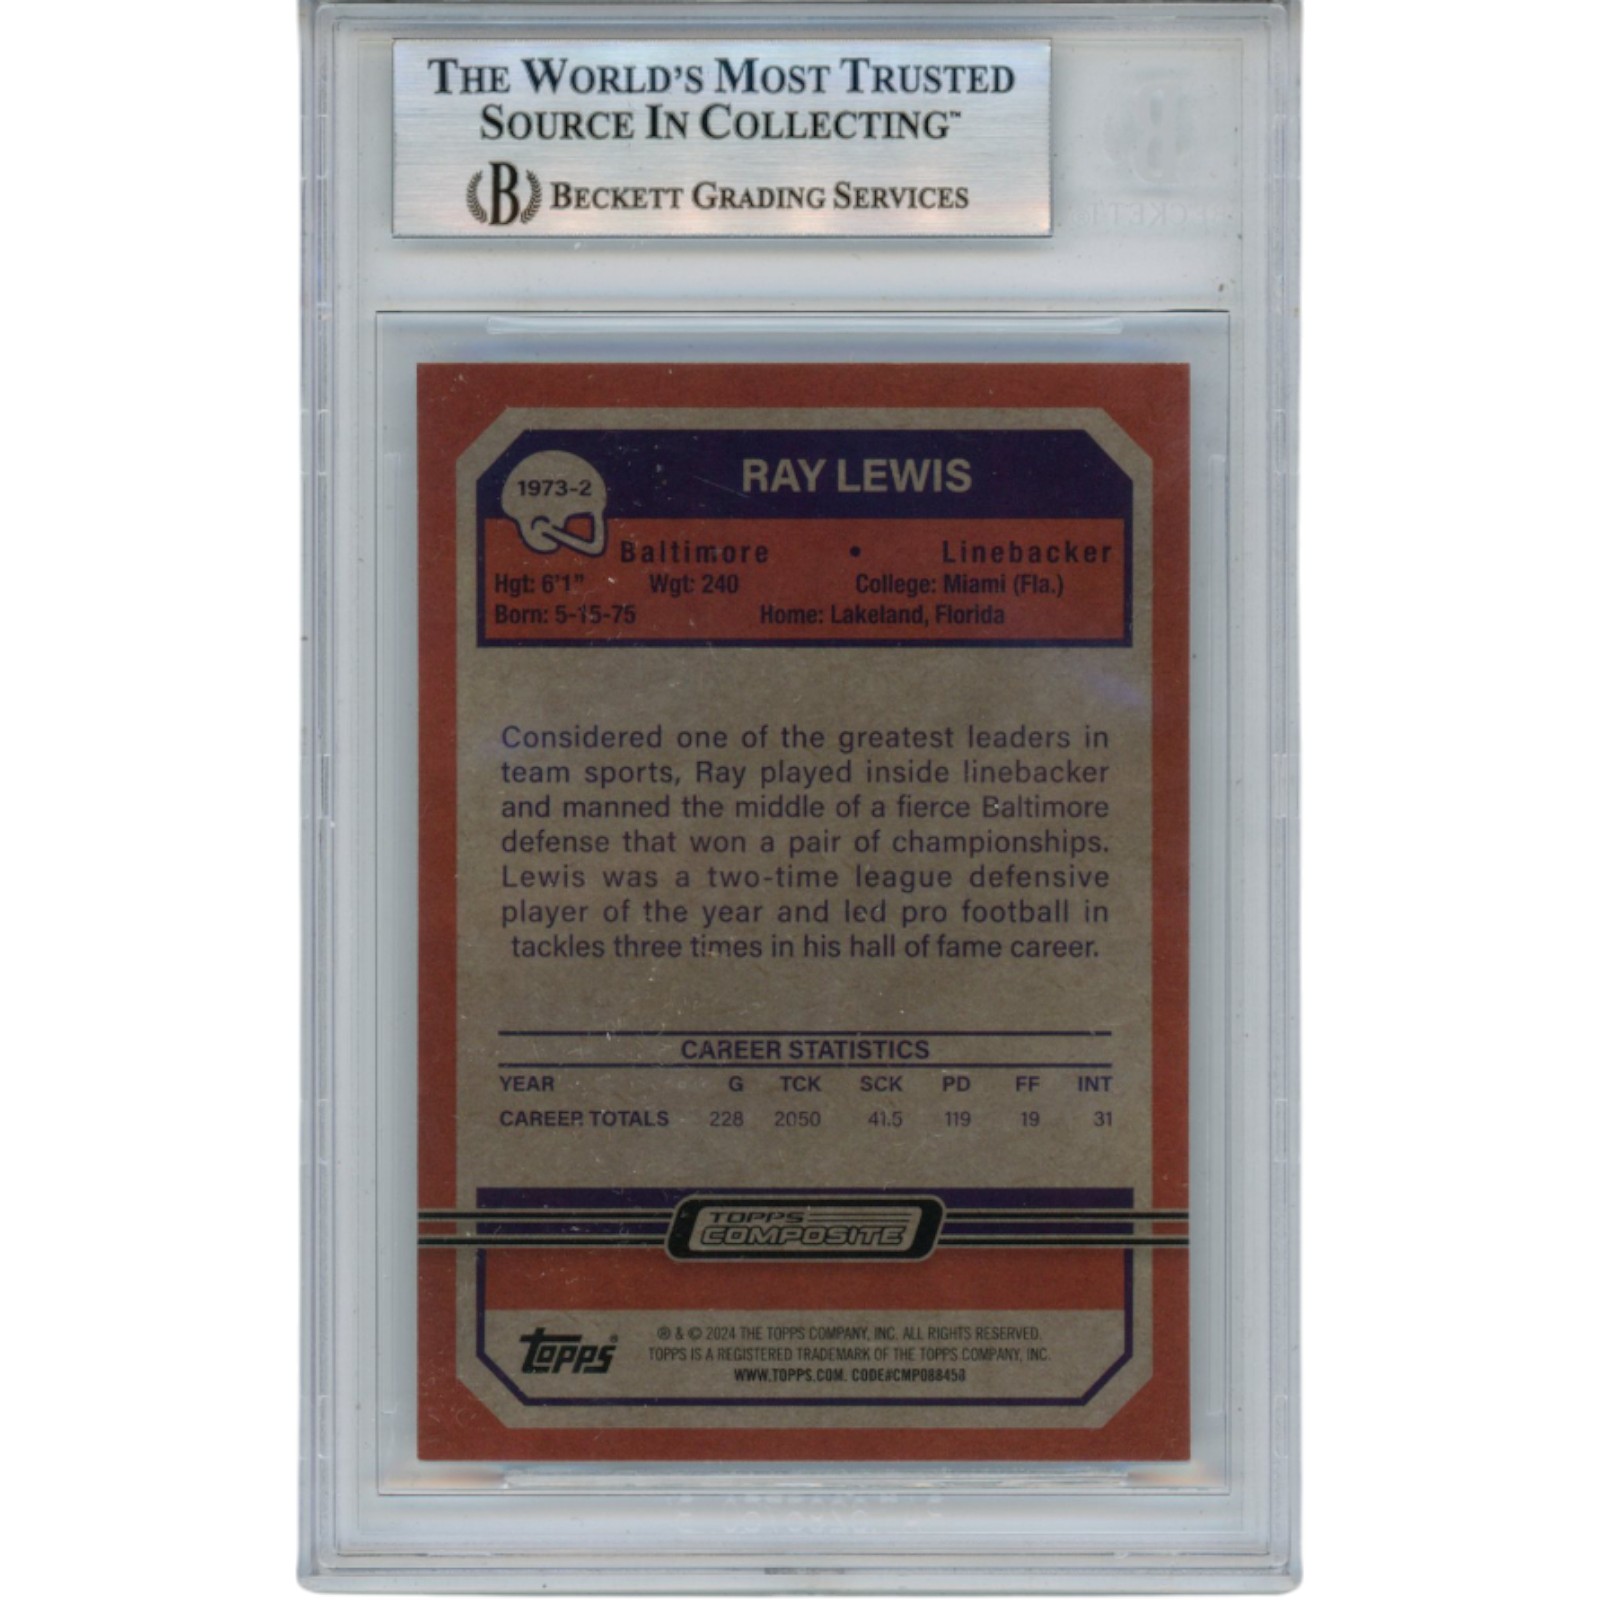 THE WORLD'S MOST TRUSTED
SOURCE IN COLLECTING™
B BECKETT GRADING SERVICES
1973-2
RAY LEWIS
Baltimore • Linebacker
Hgt: 6'1" Wgt: 240 College: Miami (Fla.)
Born: 5-15-75 Home: Lakeland, Florida
Considered one of the greatest leaders in
team sports, Ray played inside linebacker
and manned the middle of a fierce Baltimore
defense that won a pair of championships.
Lewis was a two-time league defensive
player of the year and led pro football in
tackles three times in his hall of fame career.
CAREER STATISTICS
YEAR G TCK SCK PD FF INT
CAREER TOTALS 228 2050 41.5 119 19 31
TOPPS
COMPOSITE
Topps®
® & © 2024 THE TOPPS COMPANY, INC. ALL RIGHTS RESERVED.
TOPPS IS A REGISTERED TRADEMARK OF THE TOPPS COMPANY, INC.
WWW.TOPPS.COM. CODE#CMP088458